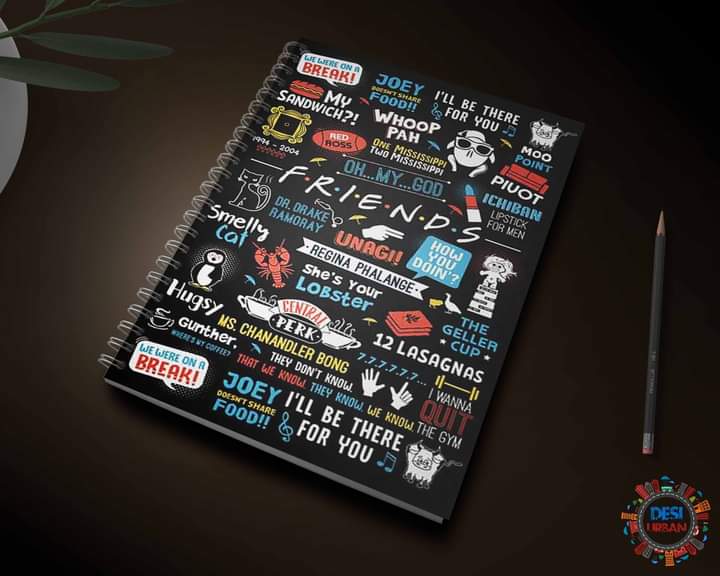 WE WERE ON A
BREAK!
JOEY
DOESN'T SHARE
FOOD!!
I'LL BE THERE
FOR YOU
MY
SANDWICH?!
WHOOP
PAH
MOO
POINT
1994 - 2004
RED
ROSS
ONE MISSISSIPPI
TWO MISSISSIPPI
OH...MY...GOD
PIVOT
F•R•I•E•N•D•S
ICHIBAN
LIPSTICK
FOR MEN
DR. DRAKE
RAMORAY
Smelly
Cat
UNAGI!
HOW
YOU
DOIN'?
REGINA PHALANGE
SHE'S YOUR
LOBSTER
Hugsy
CENTRAL
PERK
THE
GELLER
CUP
Gunther,
WHERE'S MY COFFEE?
MS. CHANANDLER BONG
12 LASAGNAS
THEY DON'T KNOW.
THAT WE KNOW. THEY KNOW. WE KNOW.
7.7.7.7.7.7...
I WANNA
QUIT
THE GYM
WE WERE ON A
BREAK!
JOEY
DOESN'T SHARE
FOOD!!
I'LL BE THERE
FOR YOU
DESI
URBAN